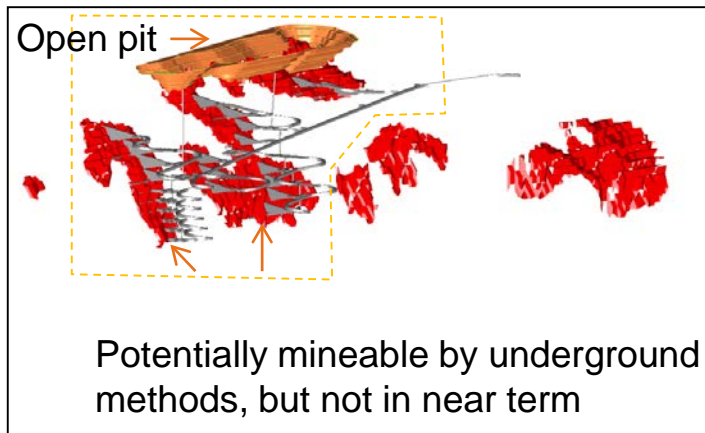 Open pit
Potentially mineable by underground
methods, but not in near term